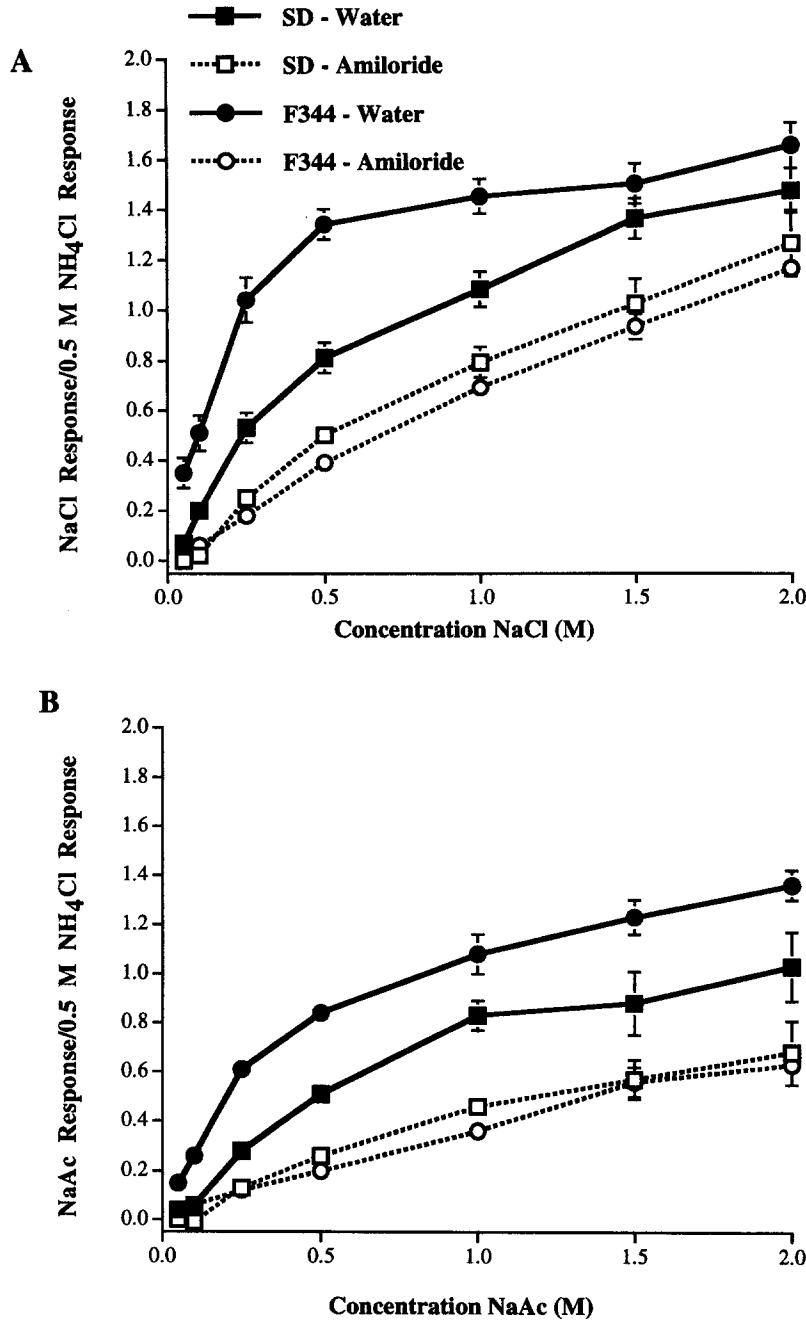 SD - Water
A
SD - Amiloride
F344 - Water
F344 - Amiloride
NaCl Response/0.5 M NH4Cl Response
2.0
1.8
1.6
1.4
1.2
1.0
0.8
0.6
0.4
0.2
0.0
0.0 0.5 1.0 1.5 2.0
Concentration NaCl (M)
B
NaAc Response/0.5 M NH4Cl Response
2.0
1.8
1.6
1.4
1.2
1.0
0.8
0.6
0.4
0.2
0.0
0.0 0.5 1.0 1.5 2.0
Concentration NaAc (M)